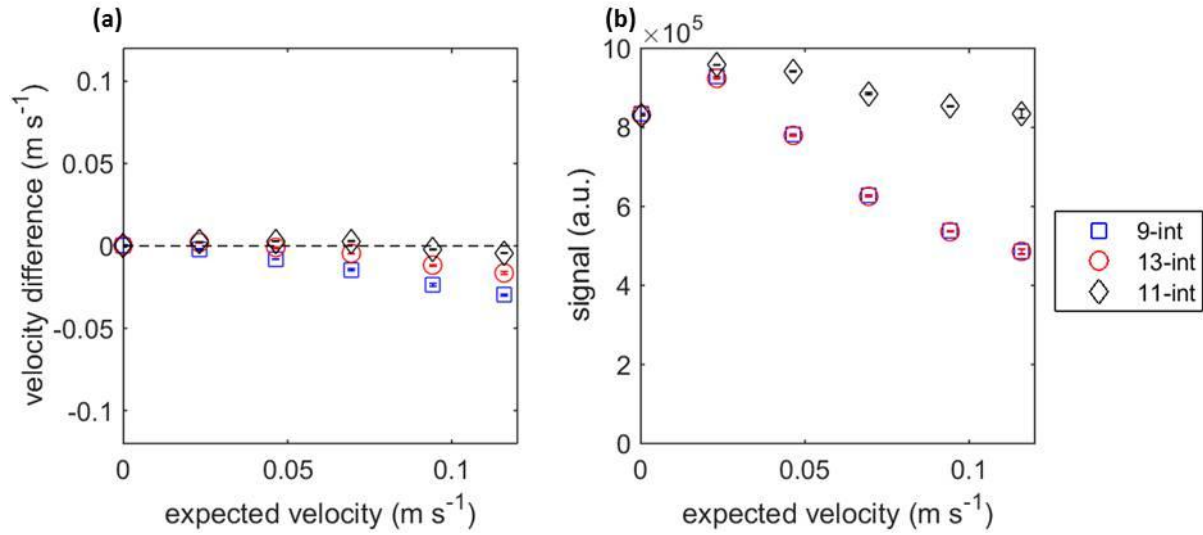 (a)
velocity difference (m s⁻¹)
0.1
0.05
0
-0.05
-0.1
0
0.05
0.1
expected velocity (m s⁻¹)
(b)
×10⁵
signal (a.u.)
10
8
6
4
2
0
0
0.05
0.1
expected velocity (m s⁻¹)
9-int
13-int
11-int